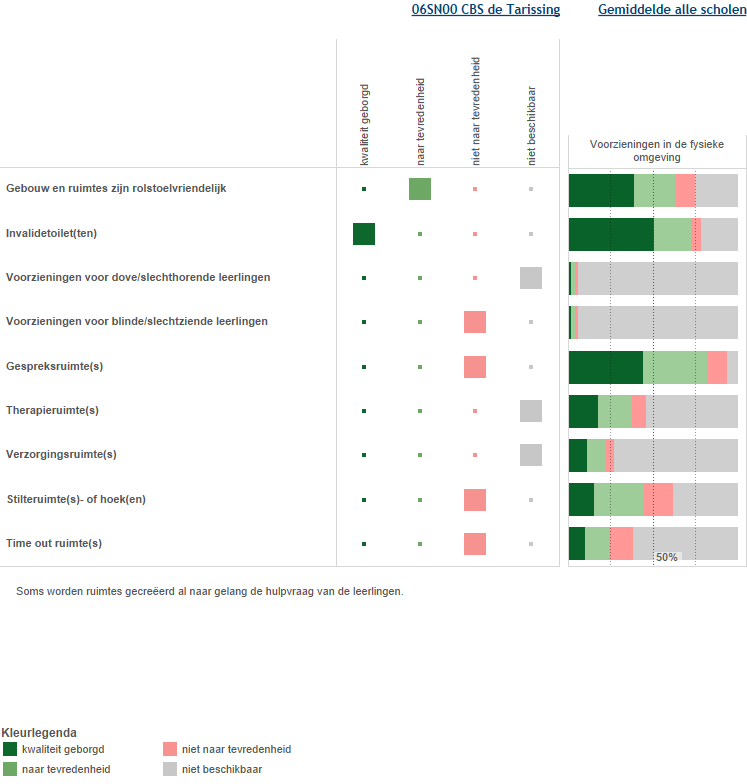 06SN00 CBS de Tarissing
Gemiddelde alle scholen
kwaliteit geborgd
naar tevredenheid
niet naar tevredenheid
niet beschikbaar
Voorzieningen in de fysieke
omgeving
Gebouw en ruimtes zijn rolstoelvriendelijk
Invalidetoilet(ten)
Voorzieningen voor dove/slechthorende leerlingen
Voorzieningen voor blinde/slechtziende leerlingen
Gespreksruimte(s)
Therapieruimte(s)
Verzorgingsruimte(s)
Stilteruimte(s)- of hoek(en)
Time out ruimte(s)
50%
Soms worden ruimtes gecreëerd al naar gelang de hulpvraag van de leerlingen.
Kleurlegenda
kwaliteit geborgd
niet naar tevredenheid
naar tevredenheid
niet beschikbaar